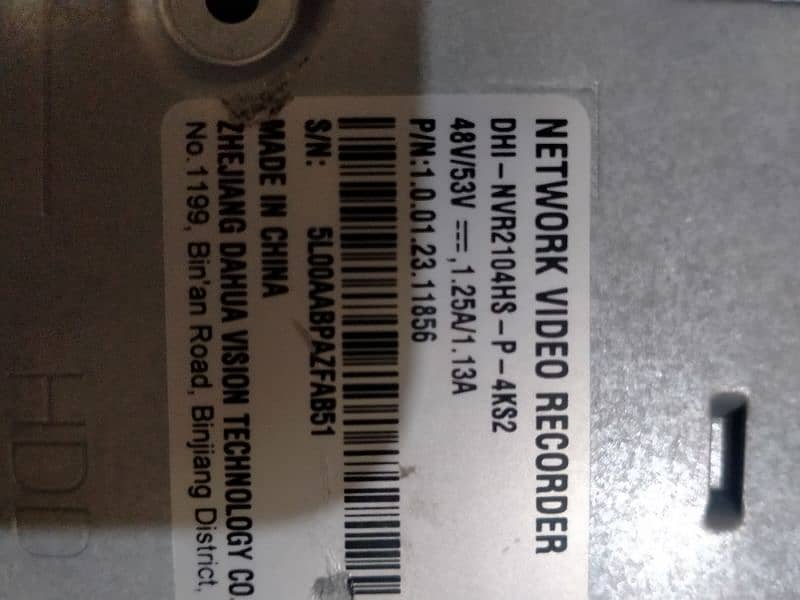 NETWORK VIDEO RECORDER
DHI-NVR2104HS-P-4KS2
48V/53V ⎓,1.25A/1.13A
P/N:1.0.01.23.11856
S/N: 5L00AABPAZFAB51
MADE IN CHINA
ZHEJIANG DAHUA VISION TECHNOLOGY CO.
No.1199, Bin'an Road, Binjiang District,
HDD